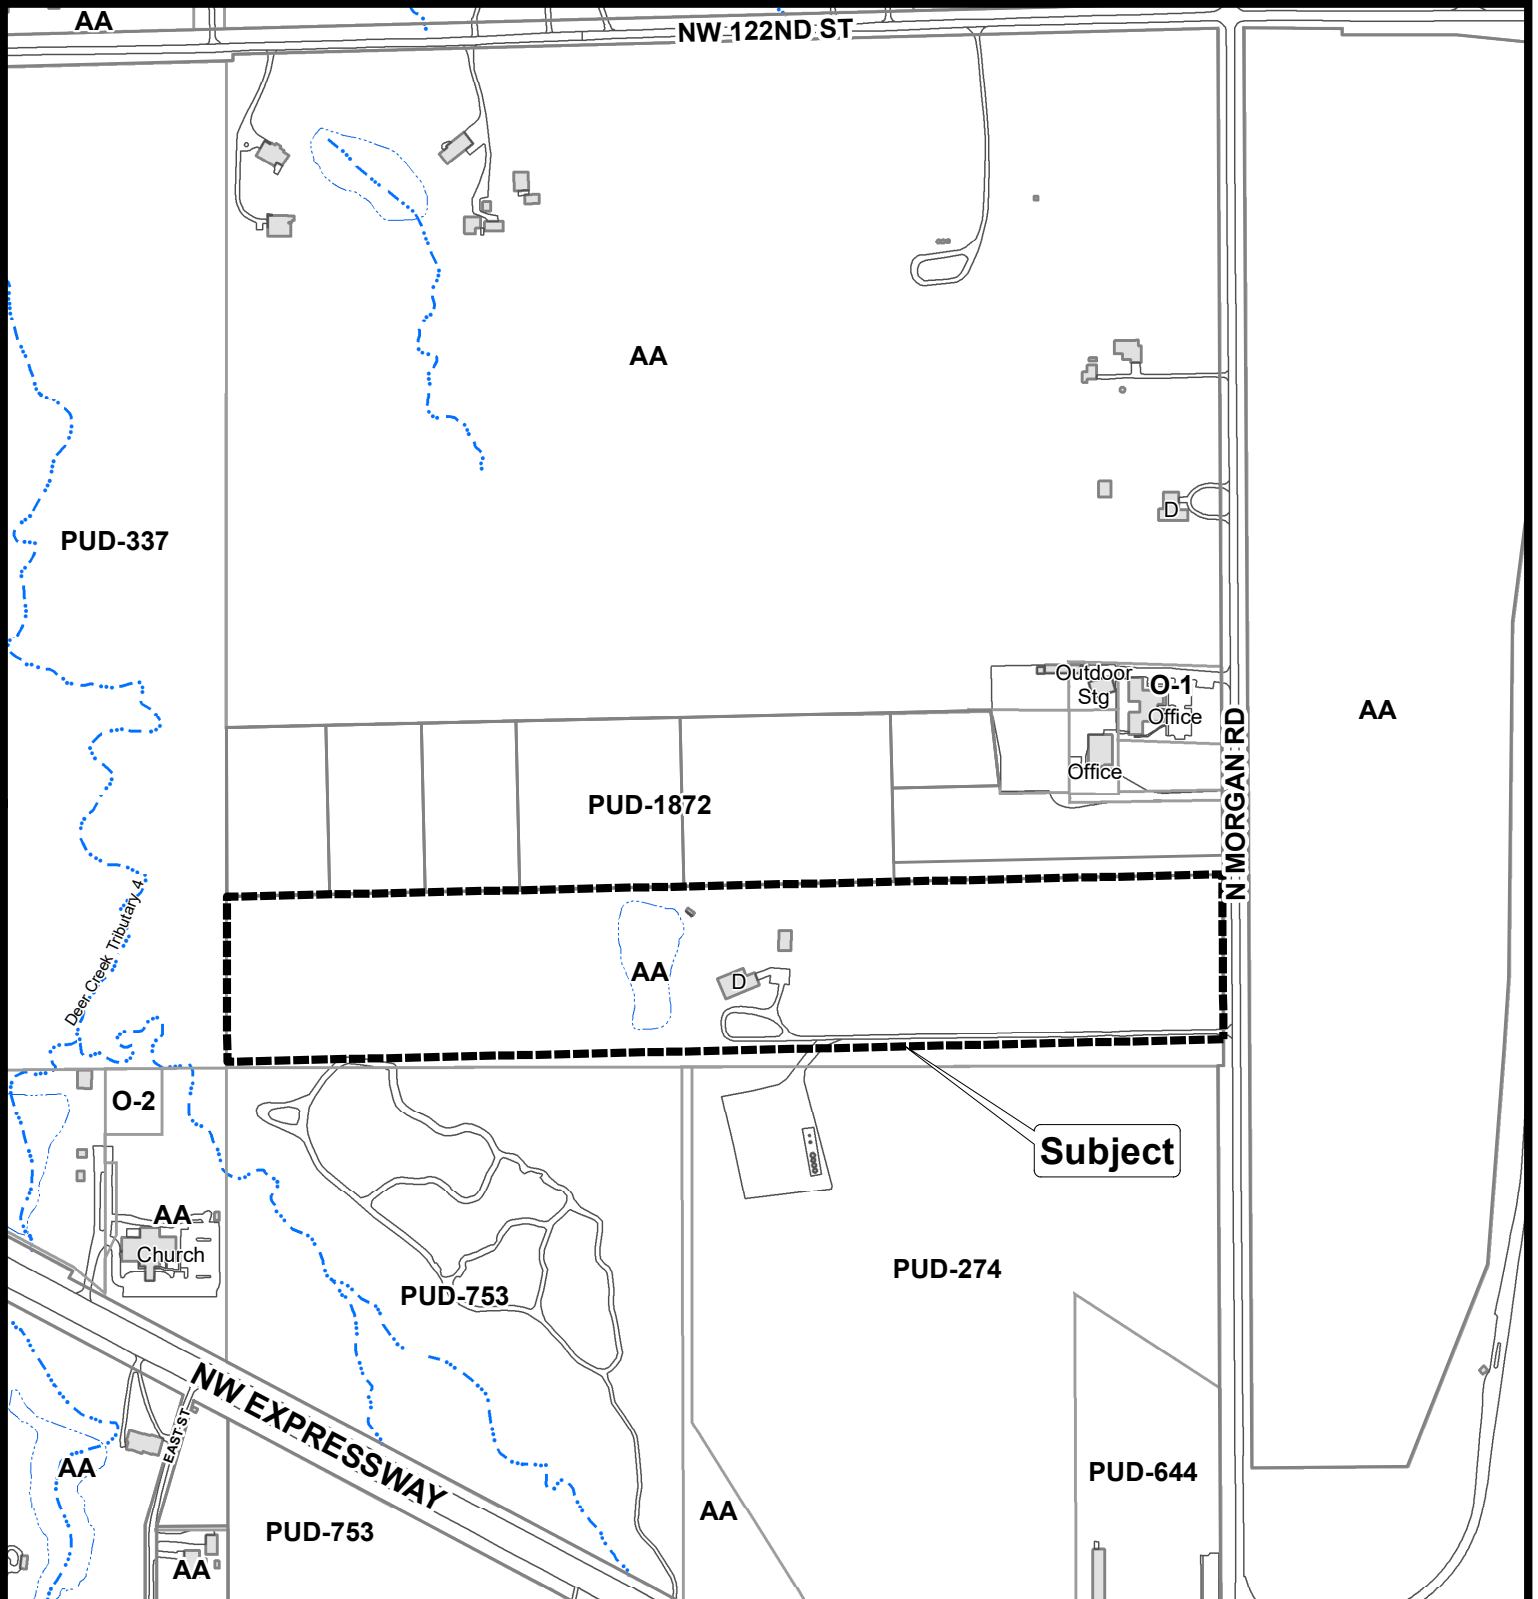 AA
NW 122ND ST
AA
PUD-337
D
Outdoor
Stg
O-1
Office
AA
Office
N MORGAN RD
PUD-1872
Deer Creek Tributary 4
AA
D
O-2
Subject
AA
Church
PUD-753
PUD-274
NW EXPRESSWAY
EAST ST
AA
PUD-644
AA
PUD-753
AA